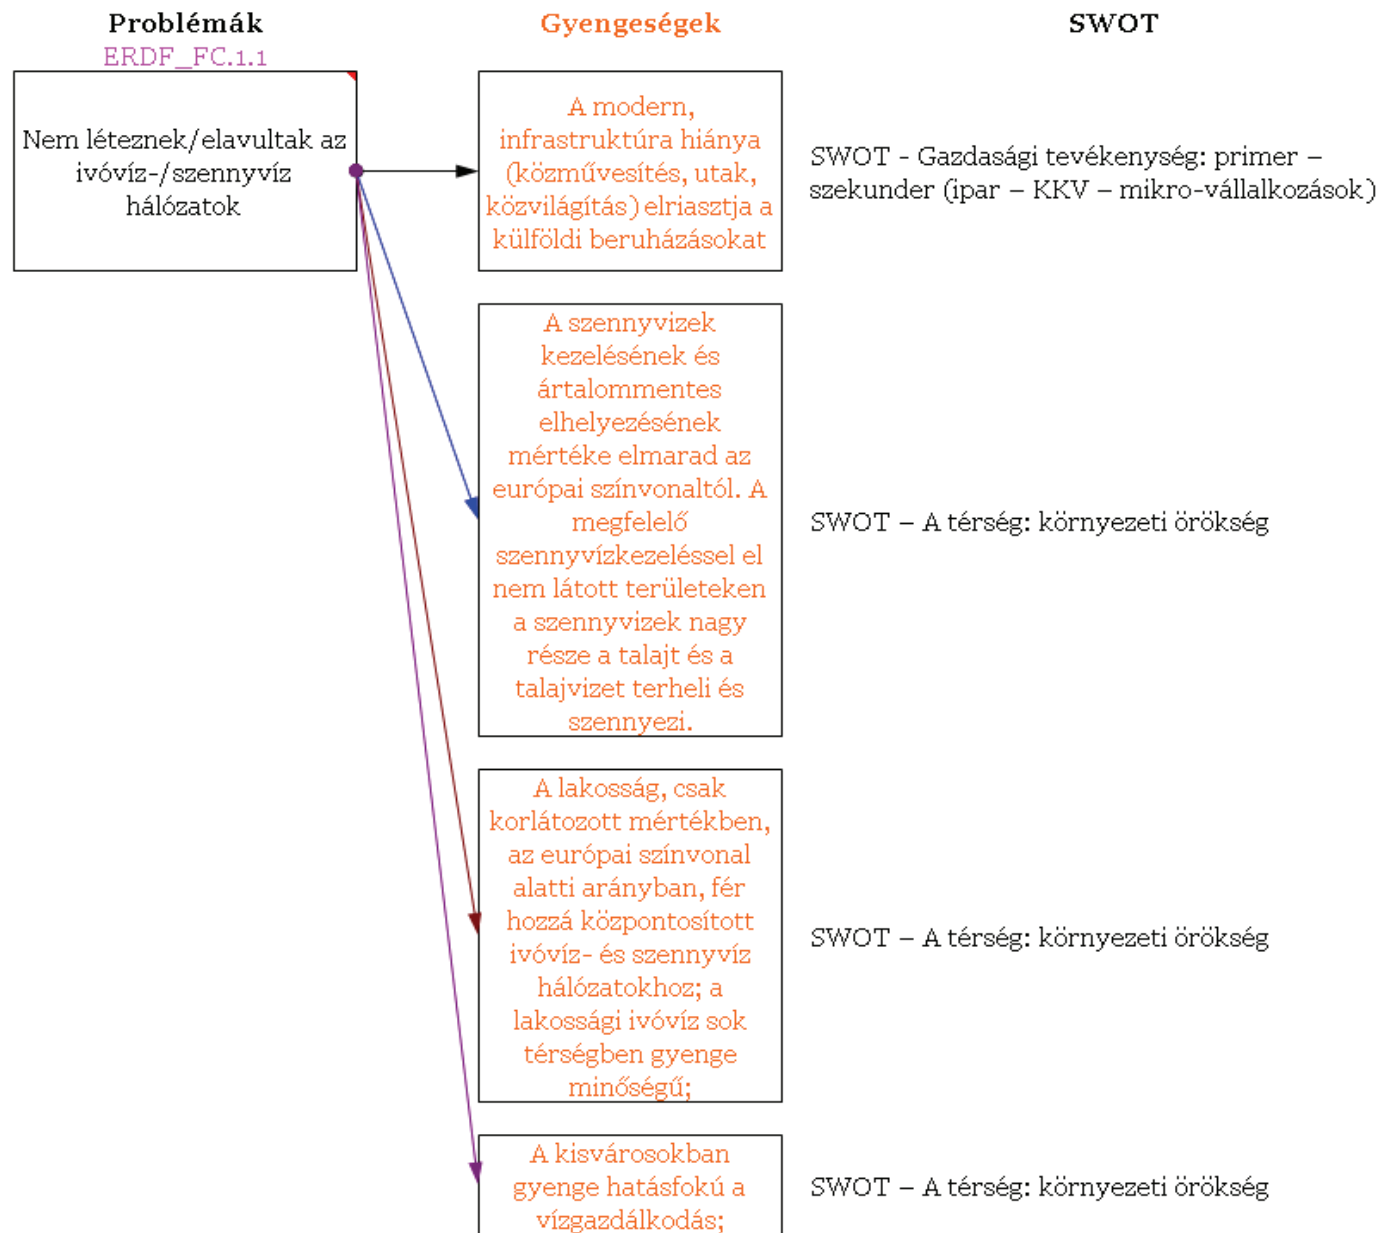 Problémák
ERDF_FC.1.1
Gyengeségek
SWOT
Nem léteznek/elavultak az
ivóvíz-/szennyvíz
hálózatok
A modern,
infrastruktúra hiánya
(közművesítés, utak,
közvilágítás) elriasztja a
külföldi beruházásokat
SWOT - Gazdasági tevékenység: primer –
szekunder (ipar – KKV – mikro-vállalkozások)
A szennyvizek
kezelésének és
ártalommentes
elhelyezésének
mértéke elmarad az
európai színvonaltól. A
megfelelő
szennyvízkezeléssel el
nem látott területeken
a szennyvizek nagy
része a talajt és a
talajvizet terheli és
szennyezi.
SWOT – A térség: környezeti örökség
A lakosság, csak
korlátozott mértékben,
az európai színvonal
alatti arányban, fér
hozzá központosított
ivóvíz- és szennyvíz
hálózatokhoz; a
lakossági ivóvíz sok
térségben gyenge
minőségű;
SWOT – A térség: környezeti örökség
A kisvárosokban
gyenge hatásfokú a
vízgazdálkodás;
SWOT – A térség: környezeti örökség